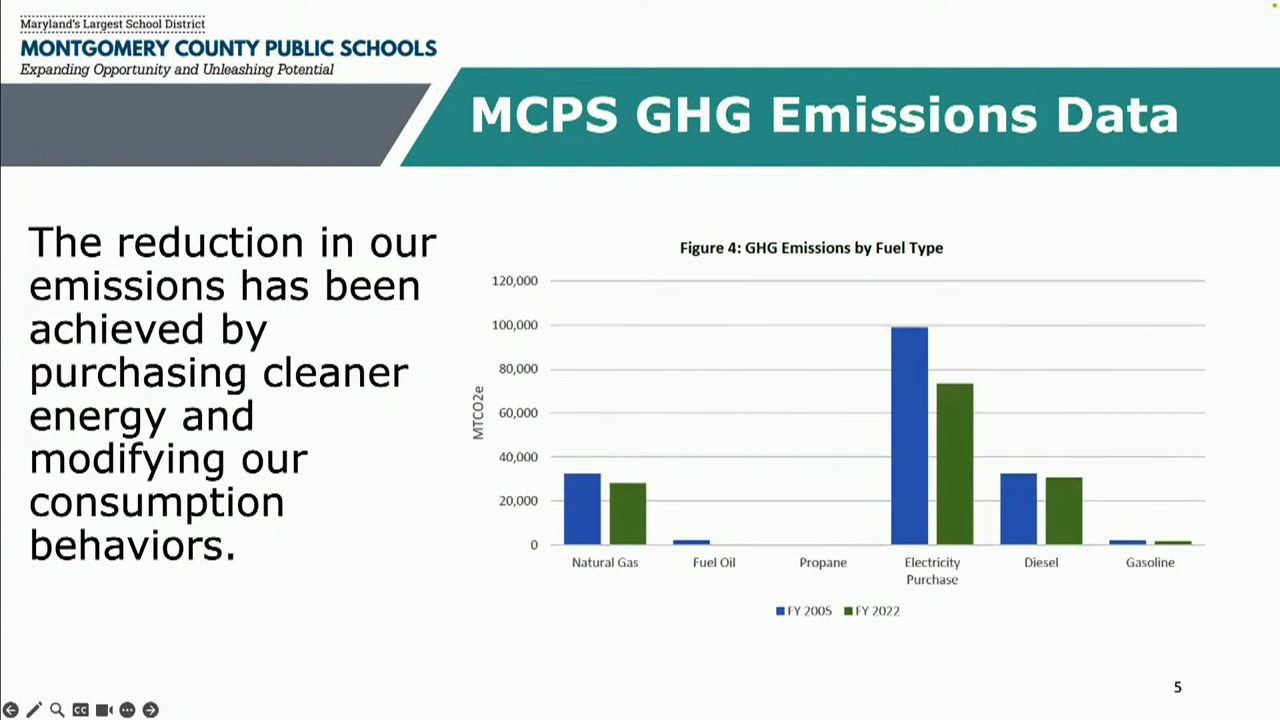 Maryland's Largest School District
MONTGOMERY COUNTY PUBLIC SCHOOLS
Expanding Opportunity and Unleashing Potential
MCPS GHG Emissions Data
The reduction in our
emissions has been
achieved by
purchasing cleaner
energy and
modifying our
consumption
behaviors.
Figure 4: GHG Emissions by Fuel Type
MTCO2e
120,000
100,000
80,000
60,000
40,000
20,000
0
Natural Gas
Fuel Oil
Propane
Electricity
Purchase
Diesel
Gasoline
FY 2005
FY 2022
5
CC